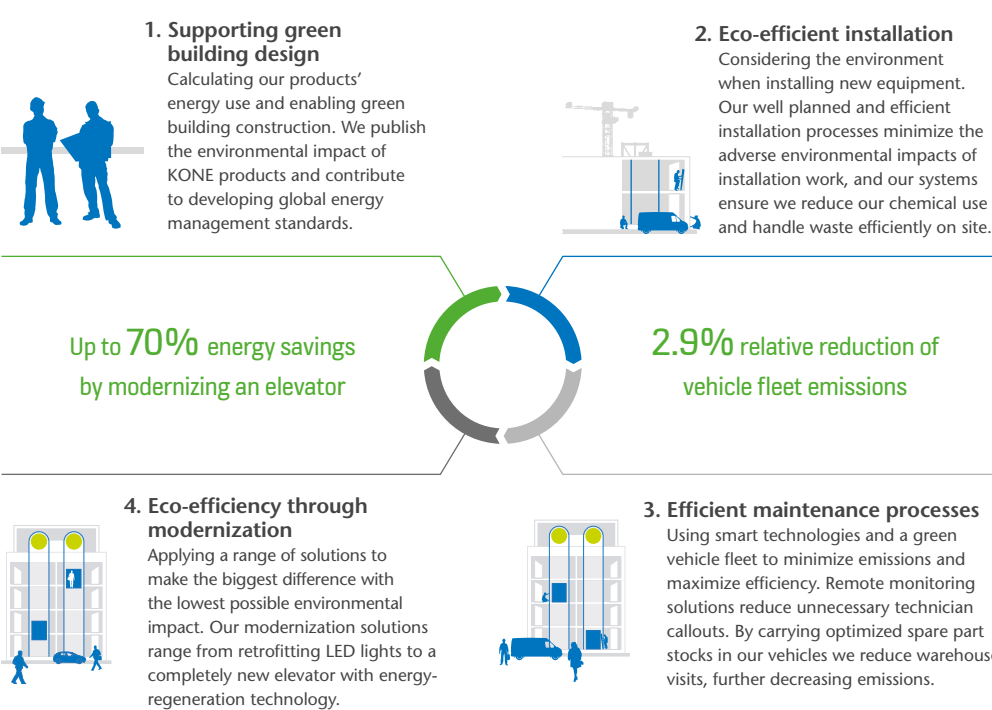 1. Supporting green
building design
Calculating our products’
energy use and enabling green
building construction. We publish
the environmental impact of
KONE products and contribute
to developing global energy
management standards.
2. Eco-efficient installation
Considering the environment
when installing new equipment.
Our well planned and efficient
installation processes minimize the
adverse environmental impacts of
installation work, and our systems
ensure we reduce our chemical use
and handle waste efficiently on site.
Up to 70% energy savings
by modernizing an elevator
2.9% relative reduction of
vehicle fleet emissions
3. Efficient maintenance processes
Using smart technologies and a green
vehicle fleet to minimize emissions and
maximize efficiency. Remote monitoring
solutions reduce unnecessary technician
callouts. By carrying optimized spare part
stocks in our vehicles we reduce warehouse
visits, further decreasing emissions.
4. Eco-efficiency through
modernization
Applying a range of solutions to
make the biggest difference with
the lowest possible environmental
impact. Our modernization solutions
range from retrofitting LED lights to a
completely new elevator with energy-
regeneration technology.